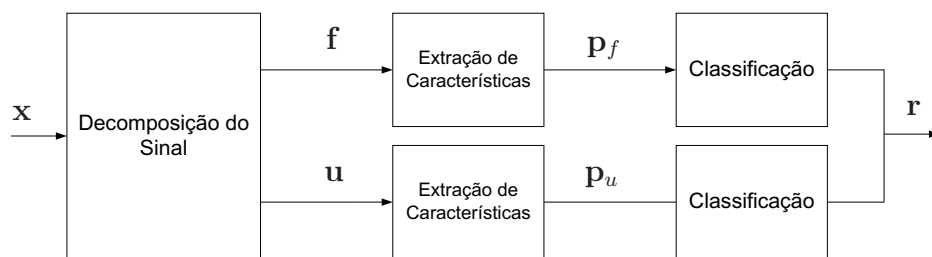 f
Extração de
Características
p_f
Classificação
x
Decomposição do
Sinal
r
u
Extração de
Características
p_u
Classificação